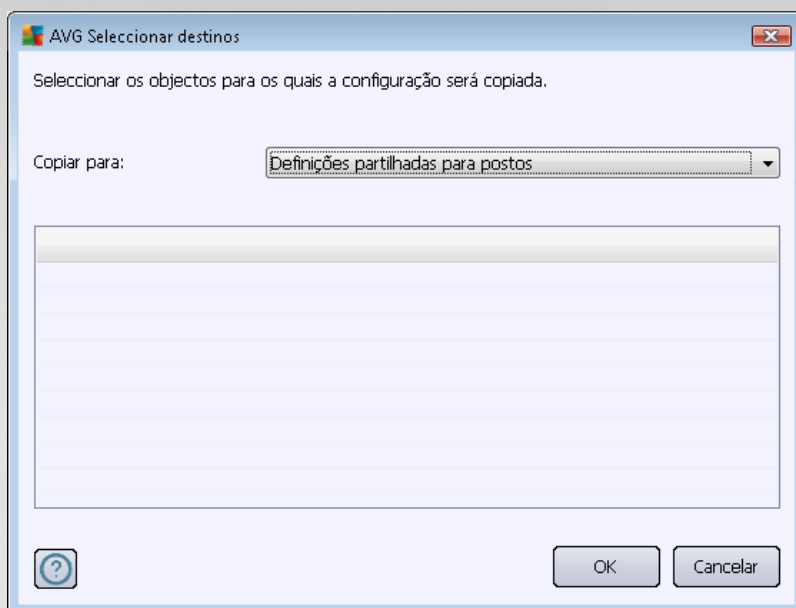 AVG Seleccionar destinos
Seleccionar os objectos para os quais a configuração será copiada.
Copiar para:
Definições partilhadas para postos
?
OK
Cancelar